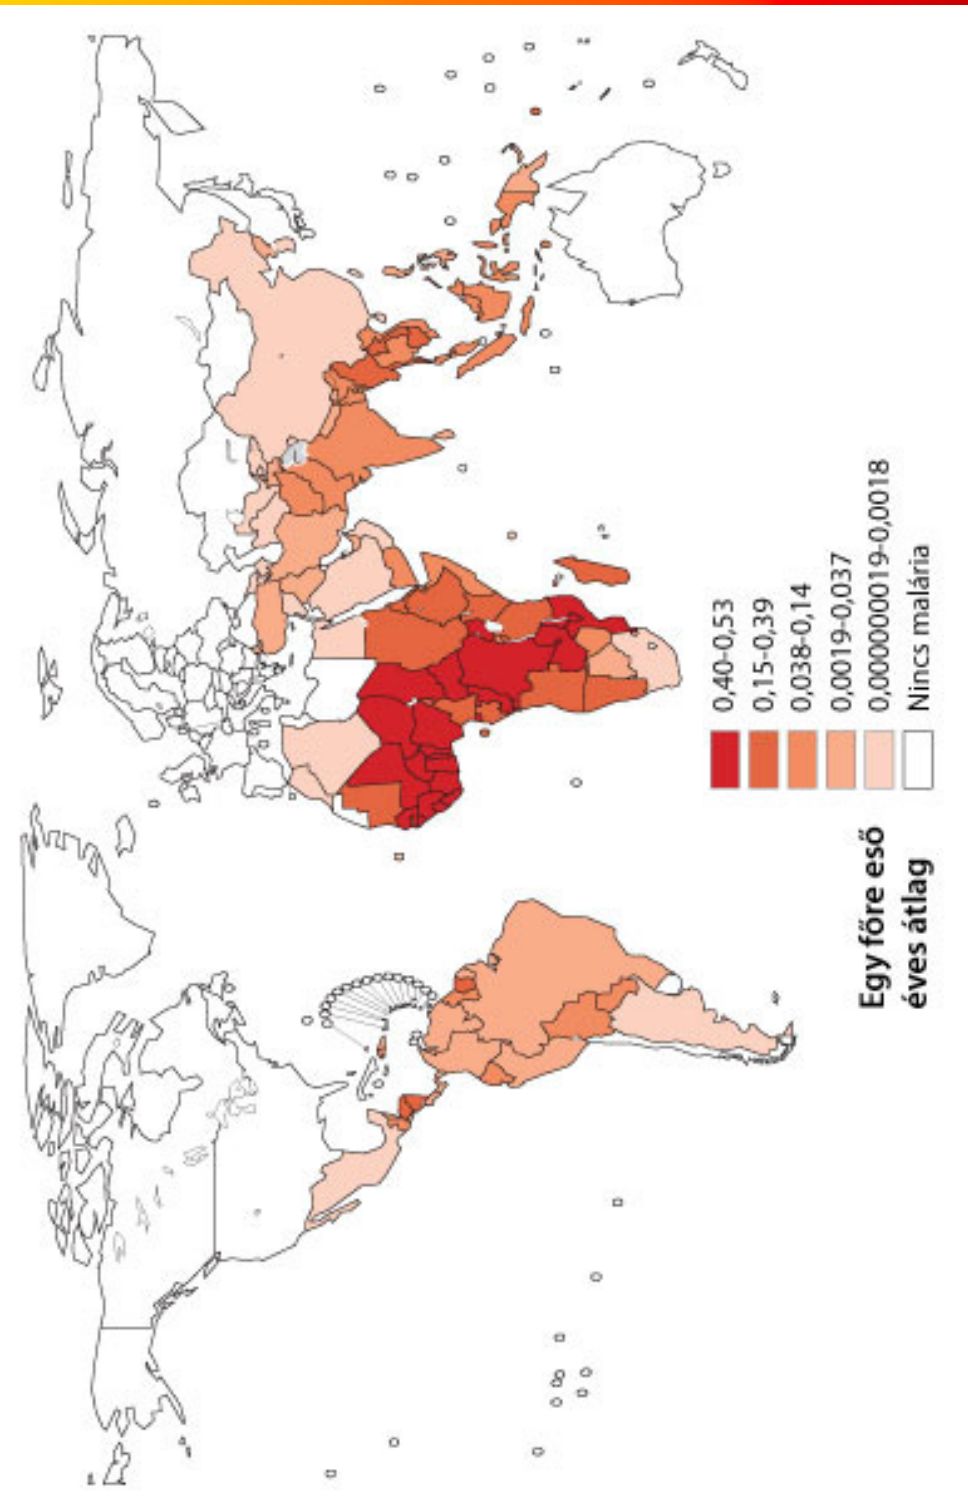 Egy főre eső
éves átlag
0,40-0,53
0,15-0,39
0,038-0,14
0,0019-0,037
0,000000019-0,0018
Nincs malária